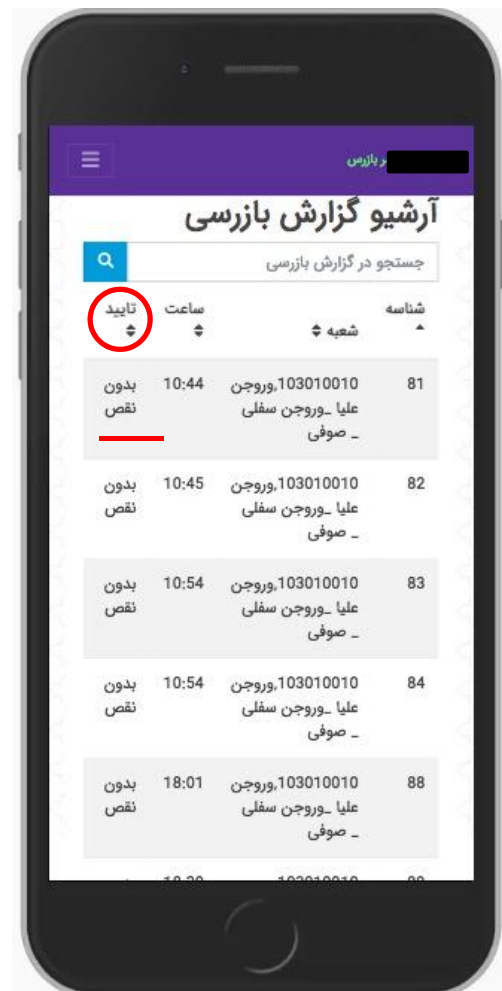 ر بازرس
آرشیو گزارش بازرسی
جستجو در گزارش بازرسی
شناسه شعبه ساعت تایید
81 103010010,وروجن 10:44 بدون
علیا _وروجن سفلی نقص
_ صوفی
82 103010010,وروجن 10:45 بدون
علیا _وروجن سفلی نقص
_ صوفی
83 103010010,وروجن 10:54 بدون
علیا _وروجن سفلی نقص
_ صوفی
84 103010010,وروجن 10:54 بدون
علیا _وروجن سفلی نقص
_ صوفی
88 103010010,وروجن 18:01 بدون
علیا _وروجن سفلی نقص
_ صوفی